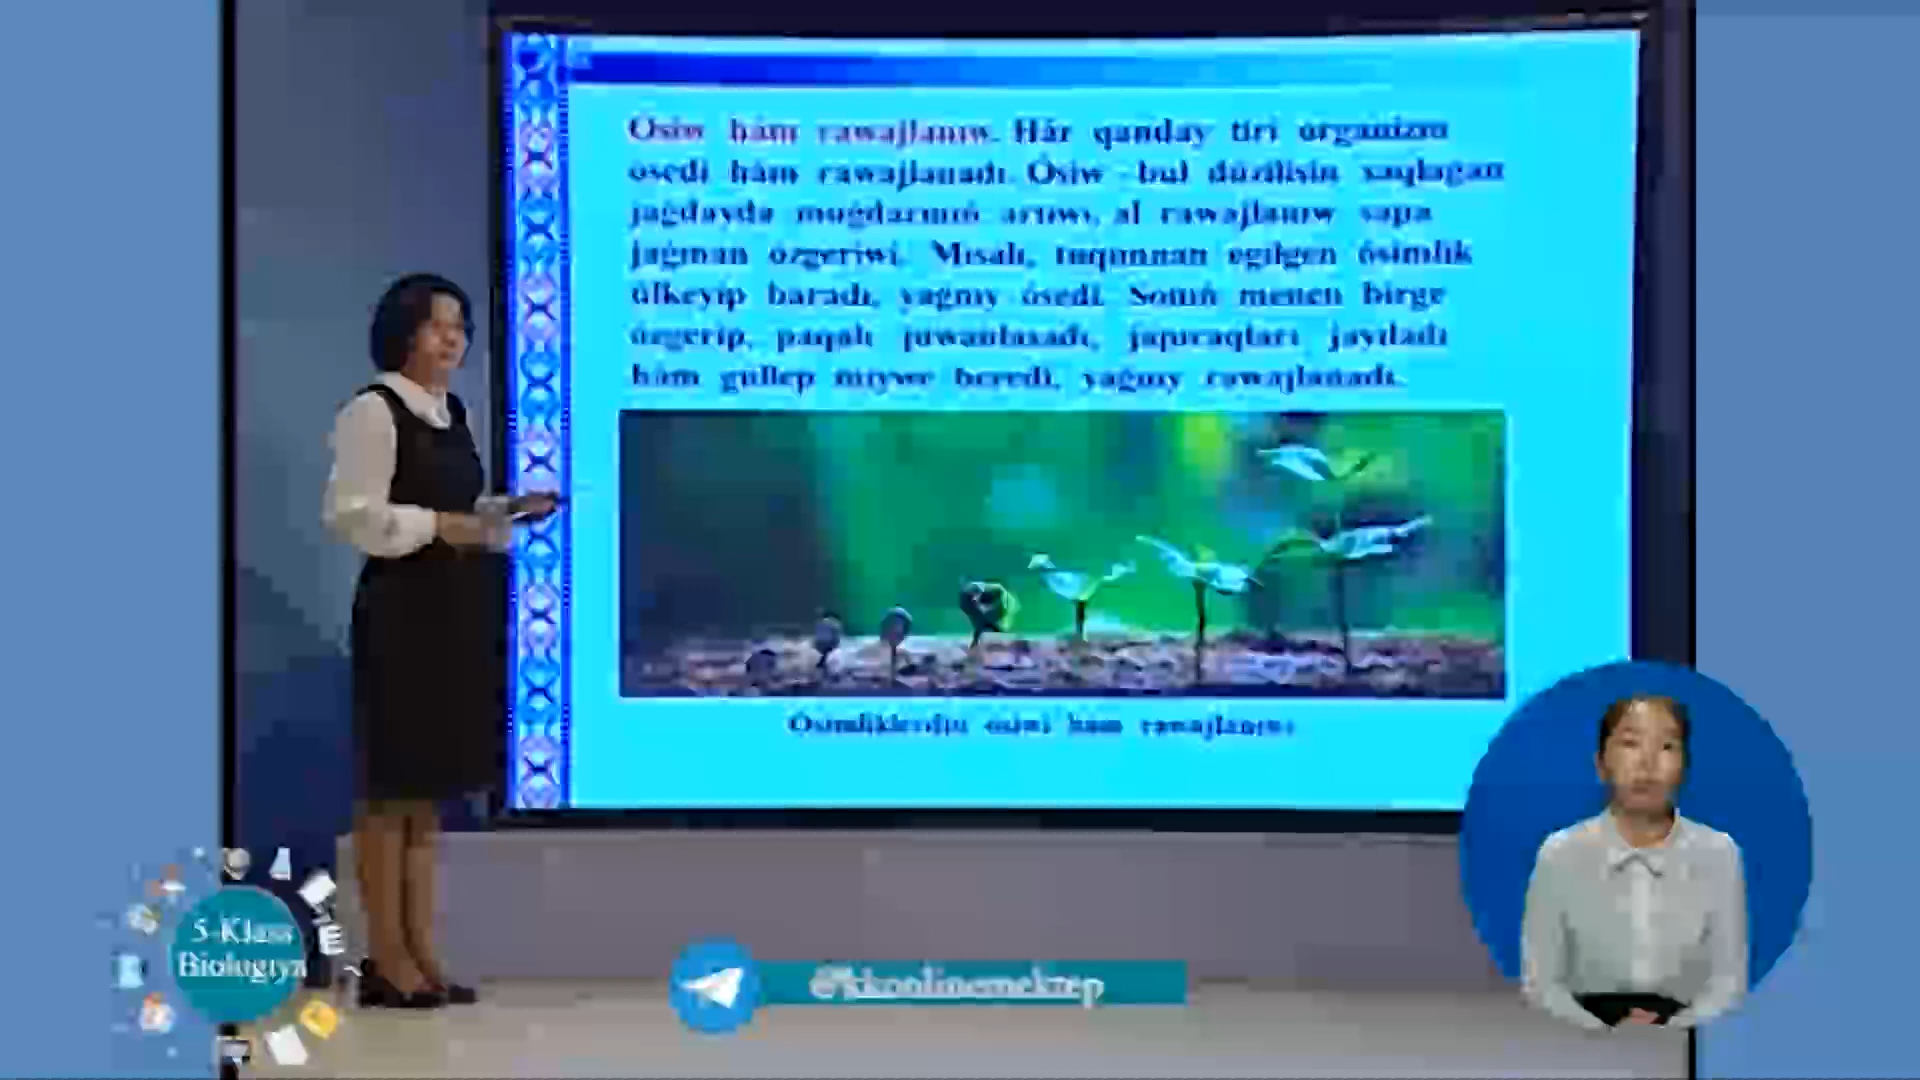 Ósiw hám rawajlanıw. Hár qanday tiri organizm
ósedi hám rawajlanadı. Ósiw - bul dúzilisin saqlaǵan
jaǵdayda muǵdarınıń artıwı, al rawajlanıw sapa
jaǵınan ózgeriwi. Mısalı, tuqımnan egilgen ósimlik
úlkeyip baradı, yaǵnıy ósedi. Sonıń menen birge
ózgerip, paqalı juwanlasadı, japıraqları jayıladı
hám gúllep miywe beredi, yaǵnıy rawajlanadı.
Ósimliklerdiń ósiwi hám rawajlanıwı
5-Klass
Biologiya
@kkonlinemektep